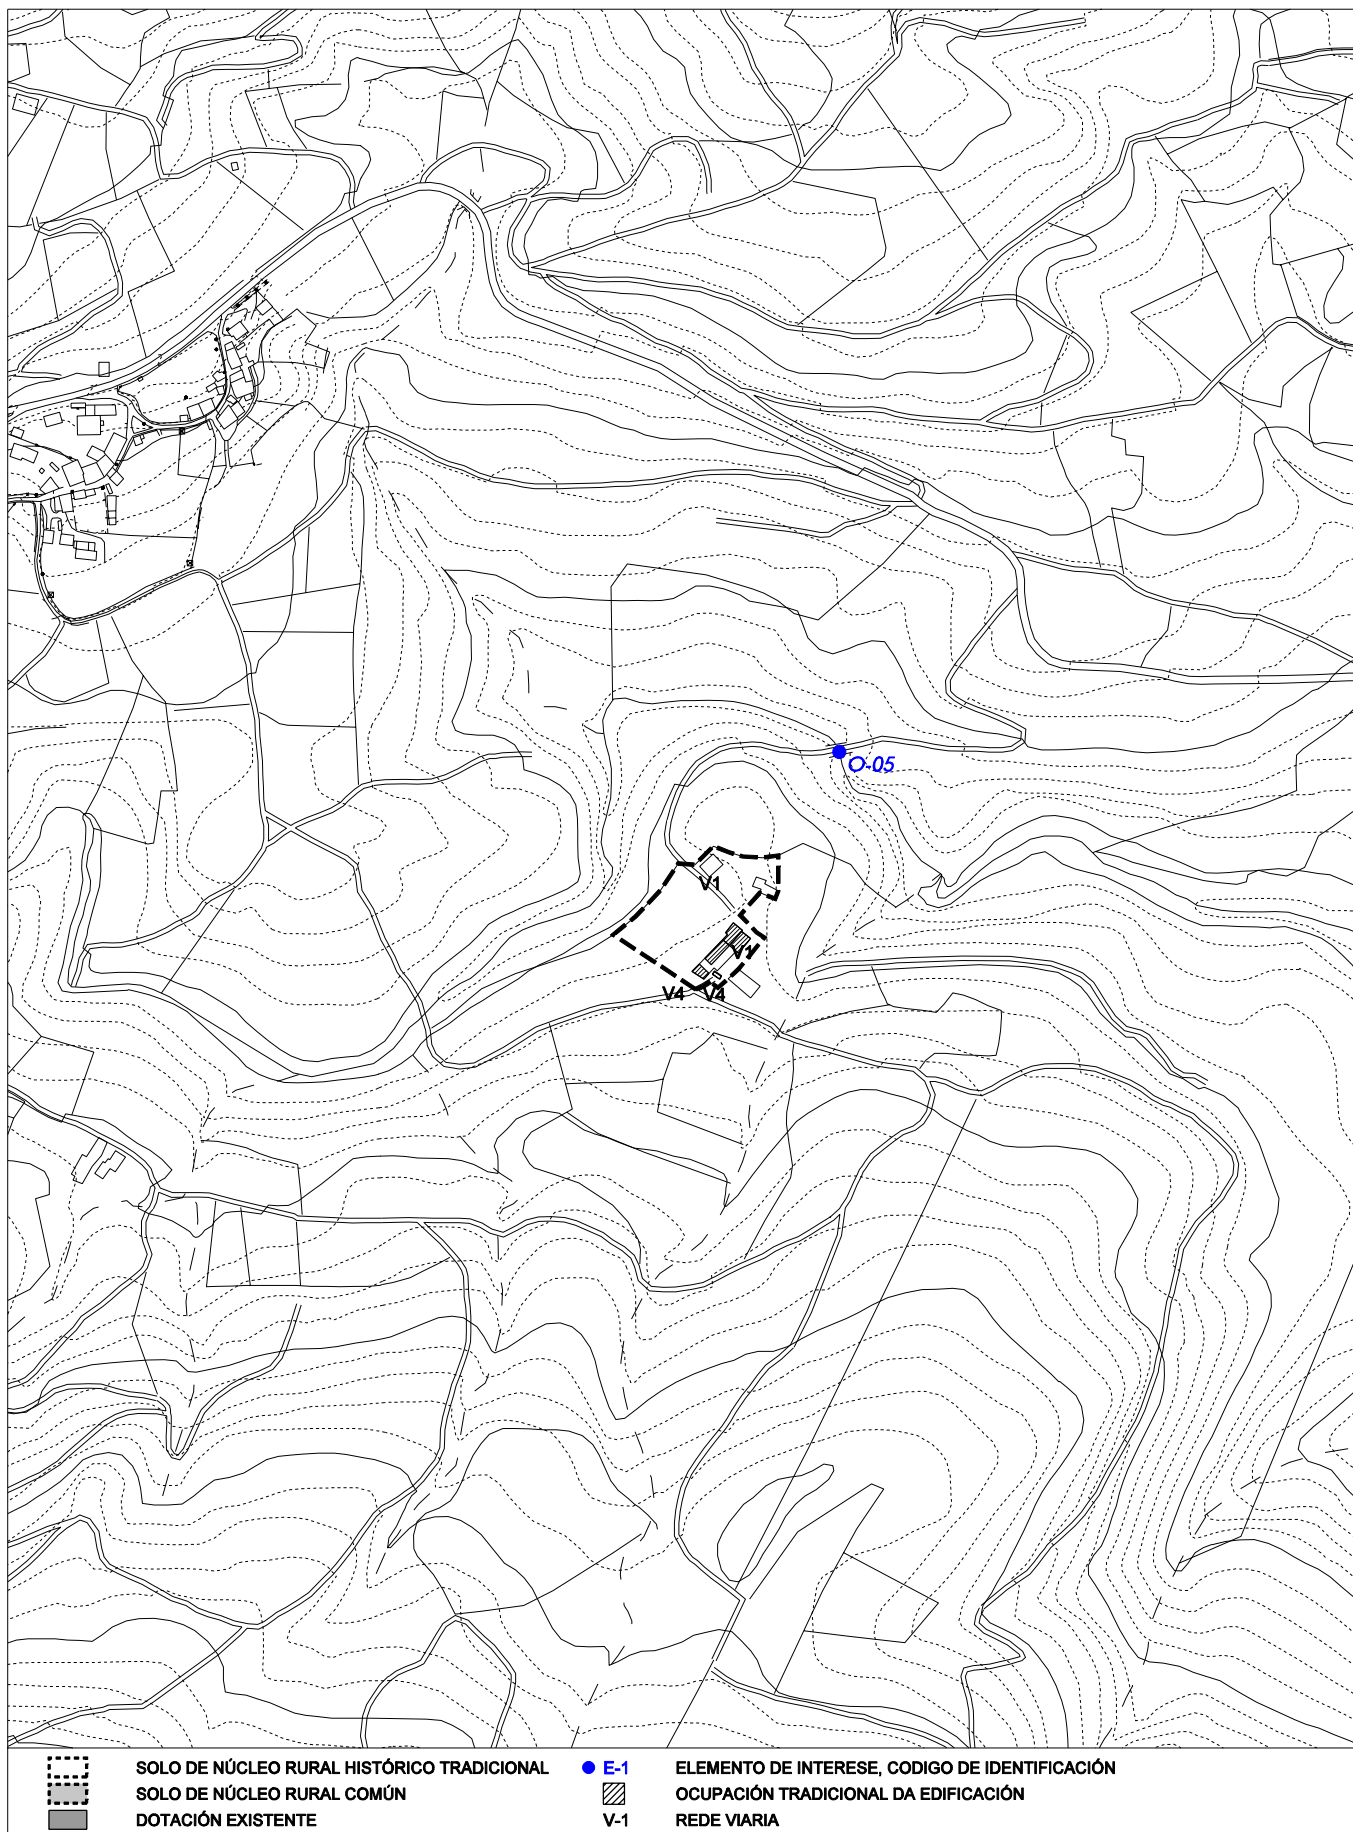 O-05
V1
V1
V4 V4
SOLO DE NÚCLEO RURAL HISTÓRICO TRADICIONAL
E-1 ELEMENTO DE INTERESE, CODIGO DE IDENTIFICACIÓN
SOLO DE NÚCLEO RURAL COMÚN
OCUPACIÓN TRADICIONAL DA EDIFICACIÓN
DOTACIÓN EXISTENTE
V-1 REDE VIARIA